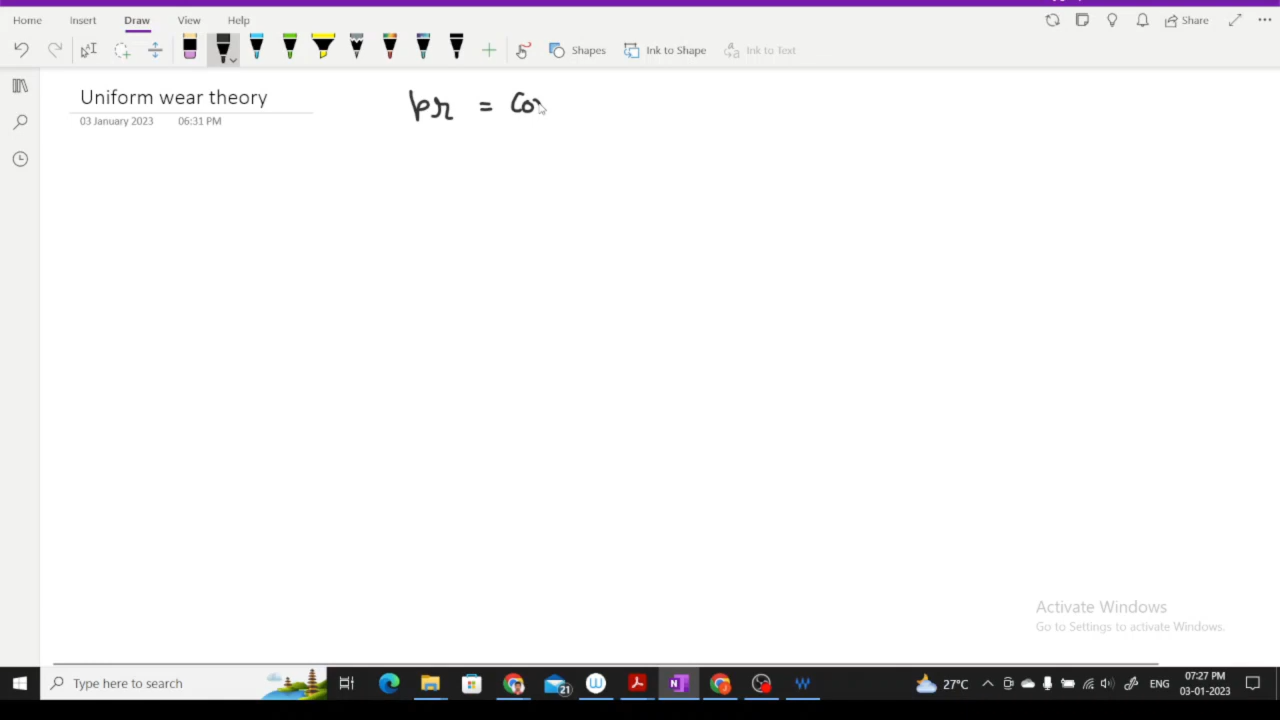 Home Insert Draw View Help
Share
Shapes Ink to Shape Ink to Text
Uniform wear theory
03 January 2023 06:31 PM
pr = Con
Activate Windows
Go to Settings to activate Windows.
Type here to search
21
27°C
ENG
07:27 PM
03-01-2023